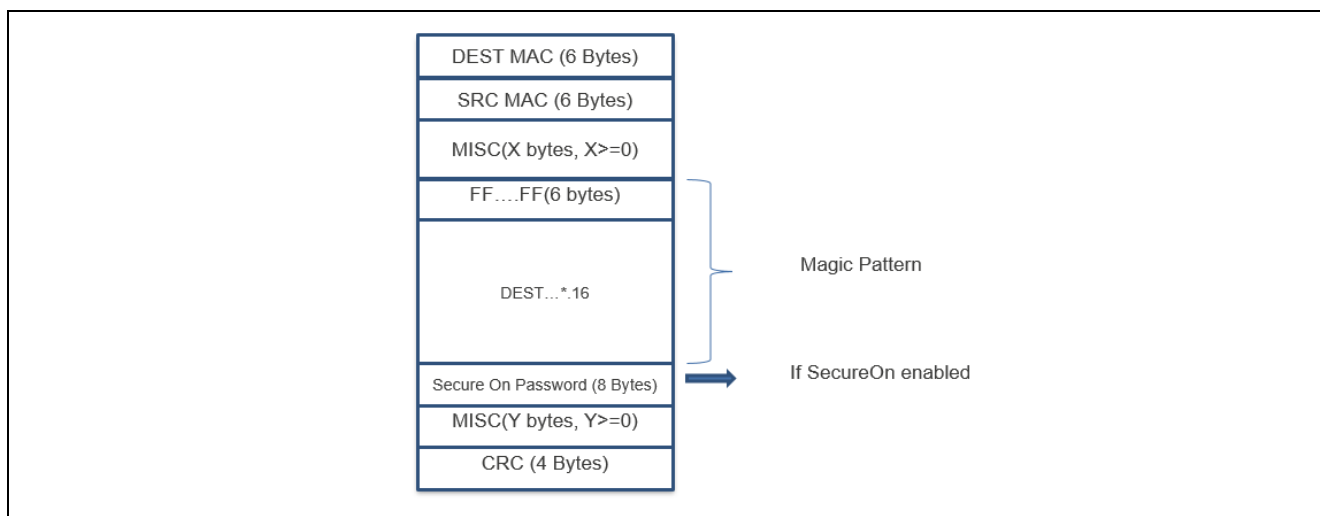 DEST MAC (6 Bytes)
SRC MAC (6 Bytes)
MISC(X bytes, X>=0)
FF….FF(6 bytes)
Magic Pattern
DEST…*.16
Secure On Password (8 Bytes)
If SecureOn enabled
MISC(Y bytes, Y>=0)
CRC (4 Bytes)